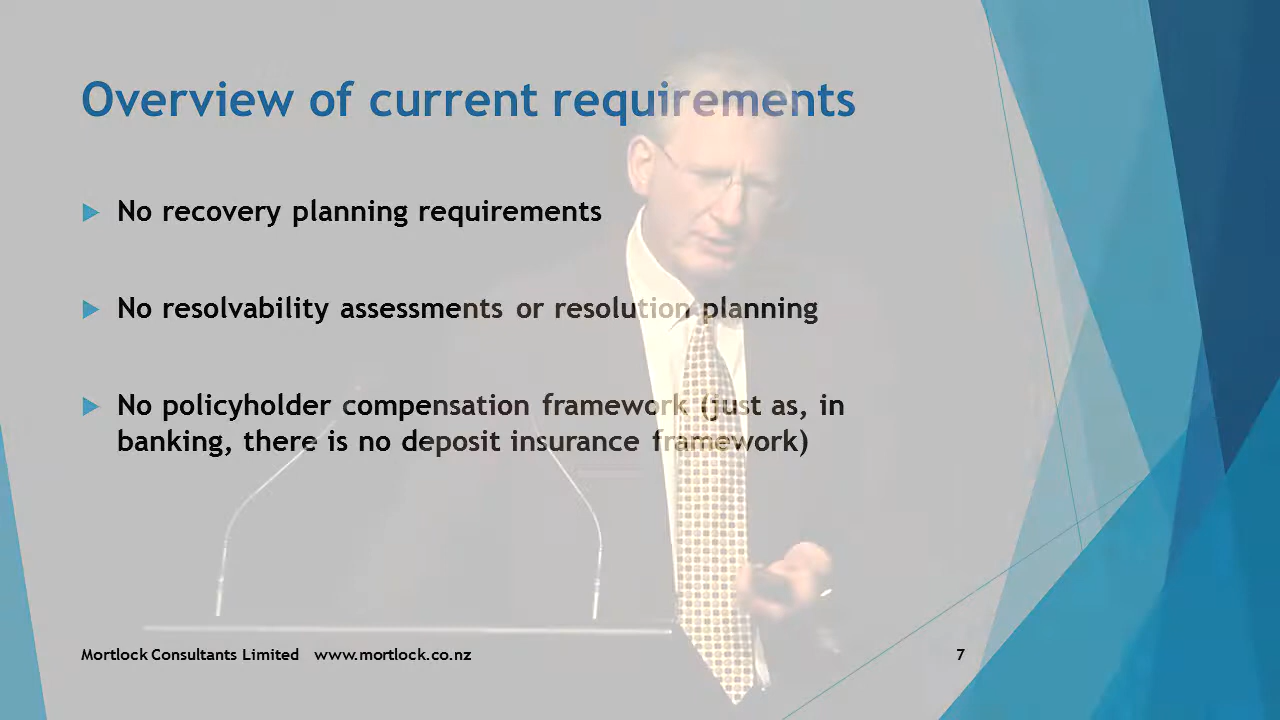 Overview of current requirements
No recovery planning requirements
No resolvability assessments or resolution planning
No policyholder compensation framework (just as, in
banking, there is no deposit insurance framework)
Mortlock Consultants Limited www.mortlock.co.nz 7